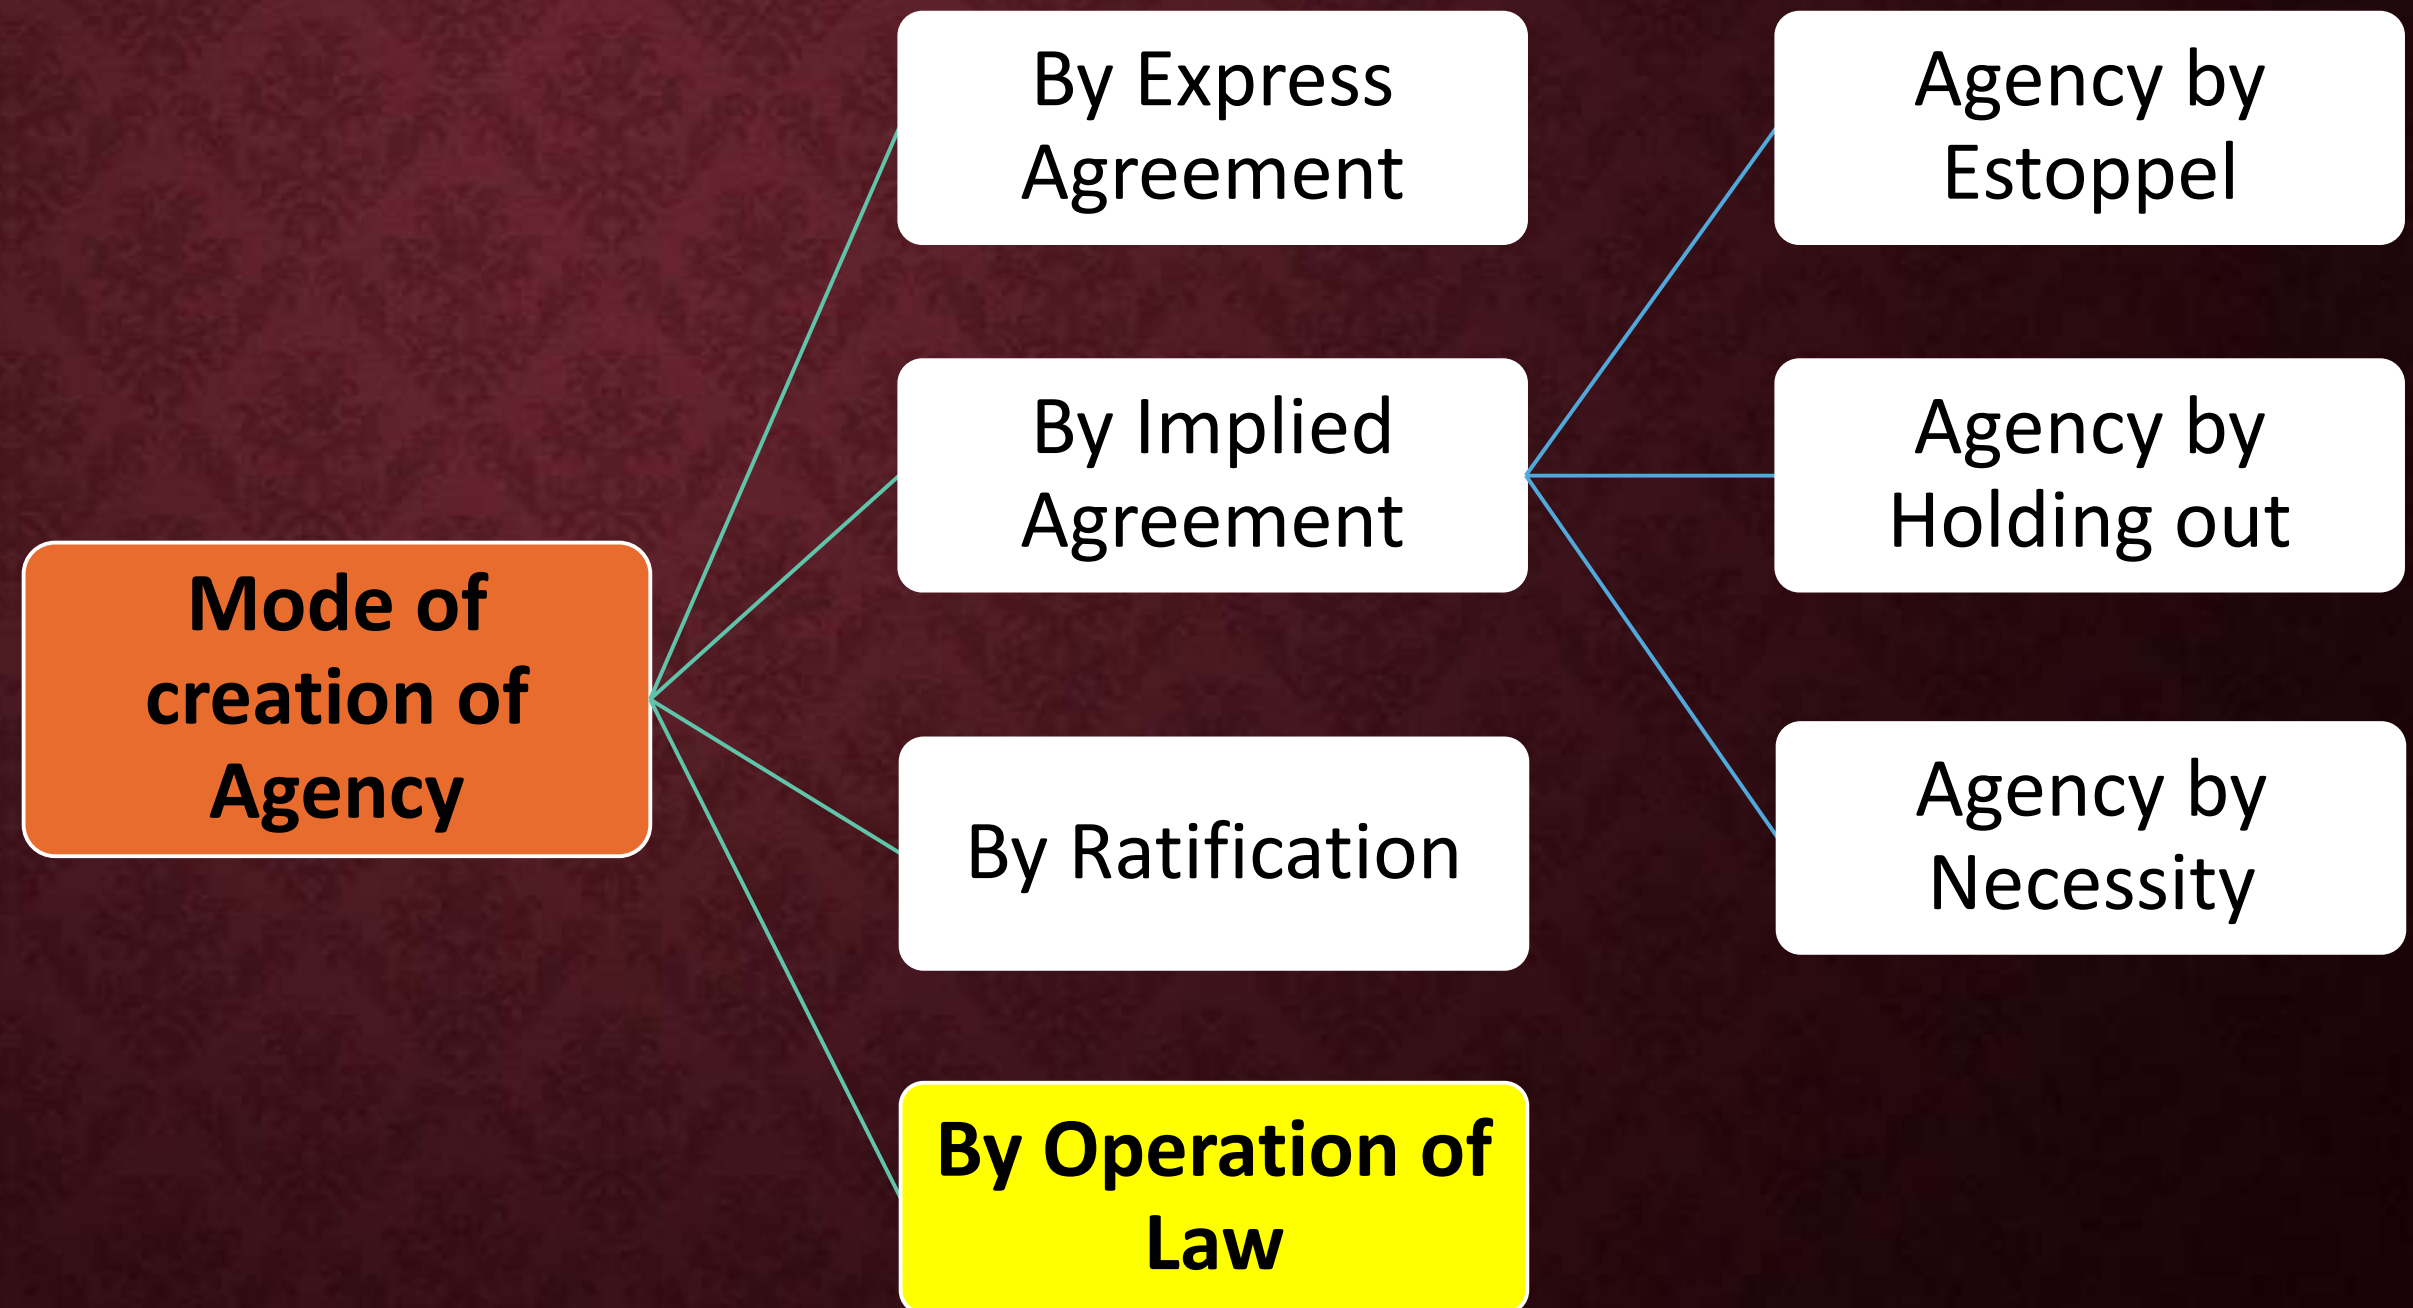 Mode of
creation of
Agency
By Express
Agreement
By Implied
Agreement
By Ratification
By Operation of
Law
Agency by
Estoppel
Agency by
Holding out
Agency by
Necessity